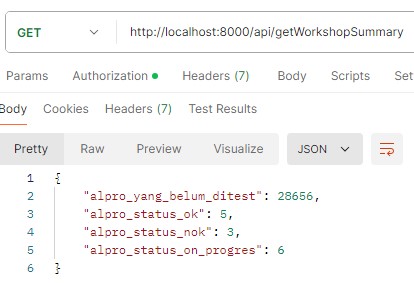 GET http://localhost:8000/api/getWorkshopSummary
Params Authorization Headers (7) Body Scripts Set
Body Cookies Headers (7) Test Results
Pretty Raw Preview Visualize JSON
1 {
2 "alpro_yang_belum_ditest": 28656,
3 "alpro_status_ok": 5,
4 "alpro_status_nok": 3,
5 "alpro_status_on_progres": 6
6 }